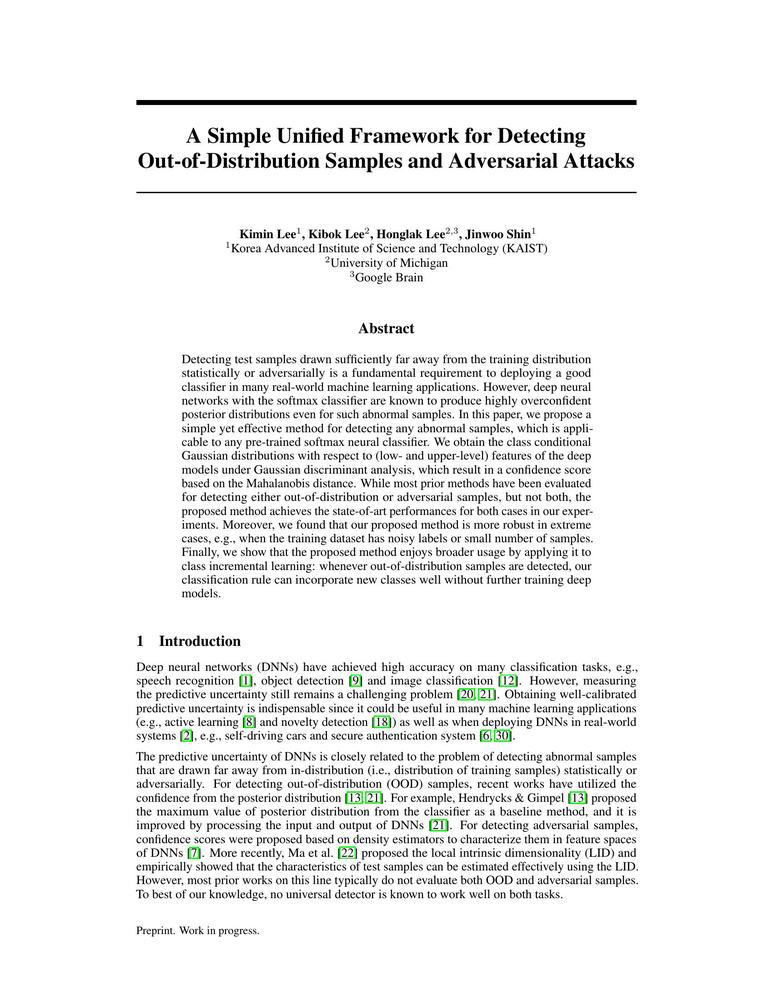 A Simple Unified Framework for Detecting
Out-of-Distribution Samples and Adversarial Attacks
Kimin Lee1, Kibok Lee2, Honglak Lee2,3, Jinwoo Shin1
1Korea Advanced Institute of Science and Technology (KAIST)
2University of Michigan
3Google Brain
Abstract
Detecting test samples drawn sufficiently far away from the training distribution
statistically or adversarially is a fundamental requirement to deploying a good
classifier in many real-world machine learning applications. However, deep neural
networks with the softmax classifier are known to produce highly overconfident
posterior distributions even for such abnormal samples. In this paper, we propose a
simple yet effective method for detecting any abnormal samples, which is appli-
cable to any pre-trained softmax neural classifier. We obtain the class conditional
Gaussian distributions with respect to (low- and upper-level) features of the deep
models under Gaussian discriminant analysis, which result in a confidence score
based on the Mahalanobis distance. While most prior methods have been evaluated
for detecting either out-of-distribution or adversarial samples, but not both, the
proposed method achieves the state-of-art performances for both cases in our exper-
iments. Moreover, we found that our proposed method is more robust in extreme
cases, e.g., when the training dataset has noisy labels or small number of samples.
Finally, we show that the proposed method enjoys broader usage by applying it to
class incremental learning: whenever out-of-distribution samples are detected, our
classification rule can incorporate new classes well without further training deep
models.
1 Introduction
Deep neural networks (DNNs) have achieved high accuracy on many classification tasks, e.g.,
speech recognition [1], object detection [9] and image classification [12]. However, measuring
the predictive uncertainty still remains a challenging problem [20, 21]. Obtaining well-calibrated
predictive uncertainty is indispensable since it could be useful in many machine learning applications
(e.g., active learning [8] and novelty detection [18]) as well as when deploying DNNs in real-world
systems [2], e.g., self-driving cars and secure authentication system [6, 30].
The predictive uncertainty of DNNs is closely related to the problem of detecting abnormal samples
that are drawn far away from in-distribution (i.e., distribution of training samples) statistically or
adversarially. For detecting out-of-distribution (OOD) samples, recent works have utilized the
confidence from the posterior distribution [13, 21]. For example, Hendrycks & Gimpel [13] proposed
the maximum value of posterior distribution from the classifier as a baseline method, and it is
improved by processing the input and output of DNNs [21]. For detecting adversarial samples,
confidence scores were proposed based on density estimators to characterize them in feature spaces
of DNNs [7]. More recently, Ma et al. [22] proposed the local intrinsic dimensionality (LID) and
empirically showed that the characteristics of test samples can be estimated effectively using the LID.
However, most prior works on this line typically do not evaluate both OOD and adversarial samples.
To best of our knowledge, no universal detector is known to work well on both tasks.
Preprint. Work in progress.